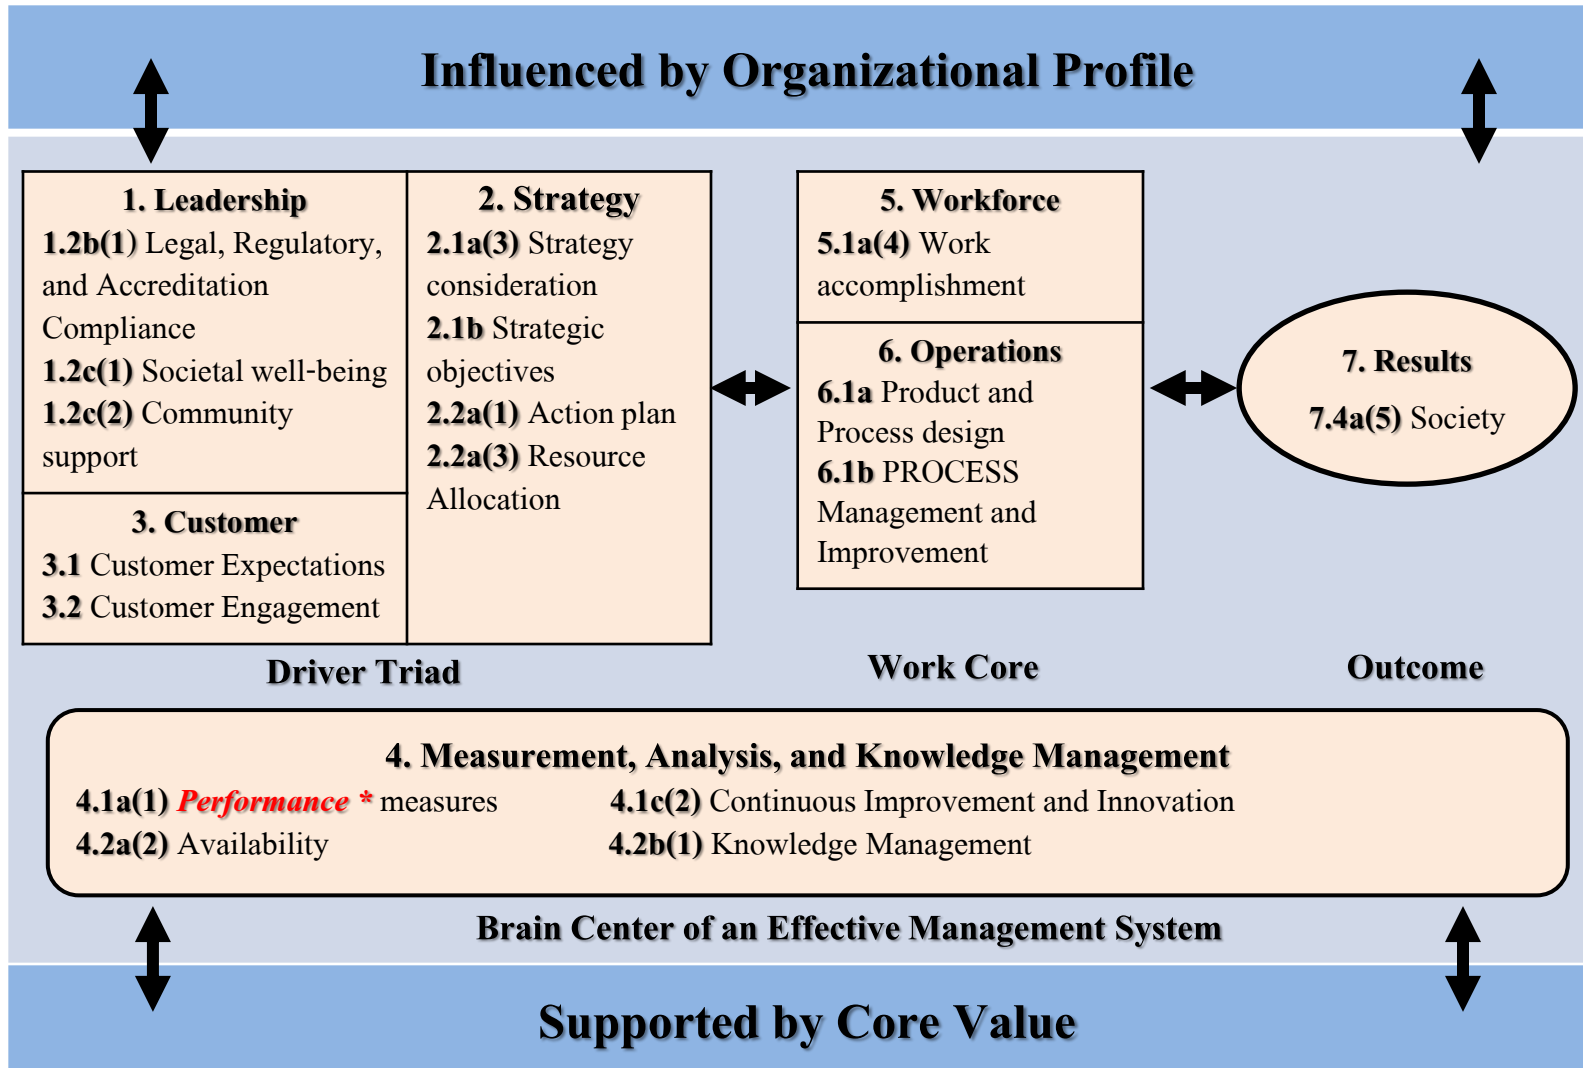 Influenced by Organizational Profile
1. Leadership
1.2b(1) Legal, Regulatory,
and Accreditation
Compliance
1.2c(1) Societal well-being
1.2c(2) Community
support
3. Customer
3.1 Customer Expectations
3.2 Customer Engagement
2. Strategy
2.1a(3) Strategy
consideration
2.1b Strategic
objectives
2.2a(1) Action plan
2.2a(3) Resource
Allocation
Driver Triad
5. Workforce
5.1a(4) Work
accomplishment
6. Operations
6.1a Product and
Process design
6.1b PROCESS
Management and
Improvement
Work Core
7. Results
7.4a(5) Society
Outcome
4. Measurement, Analysis, and Knowledge Management
4.1a(1) Performance * measures
4.1c(2) Continuous Improvement and Innovation
4.2a(2) Availability
4.2b(1) Knowledge Management
Brain Center of an Effective Management System
Supported by Core Value